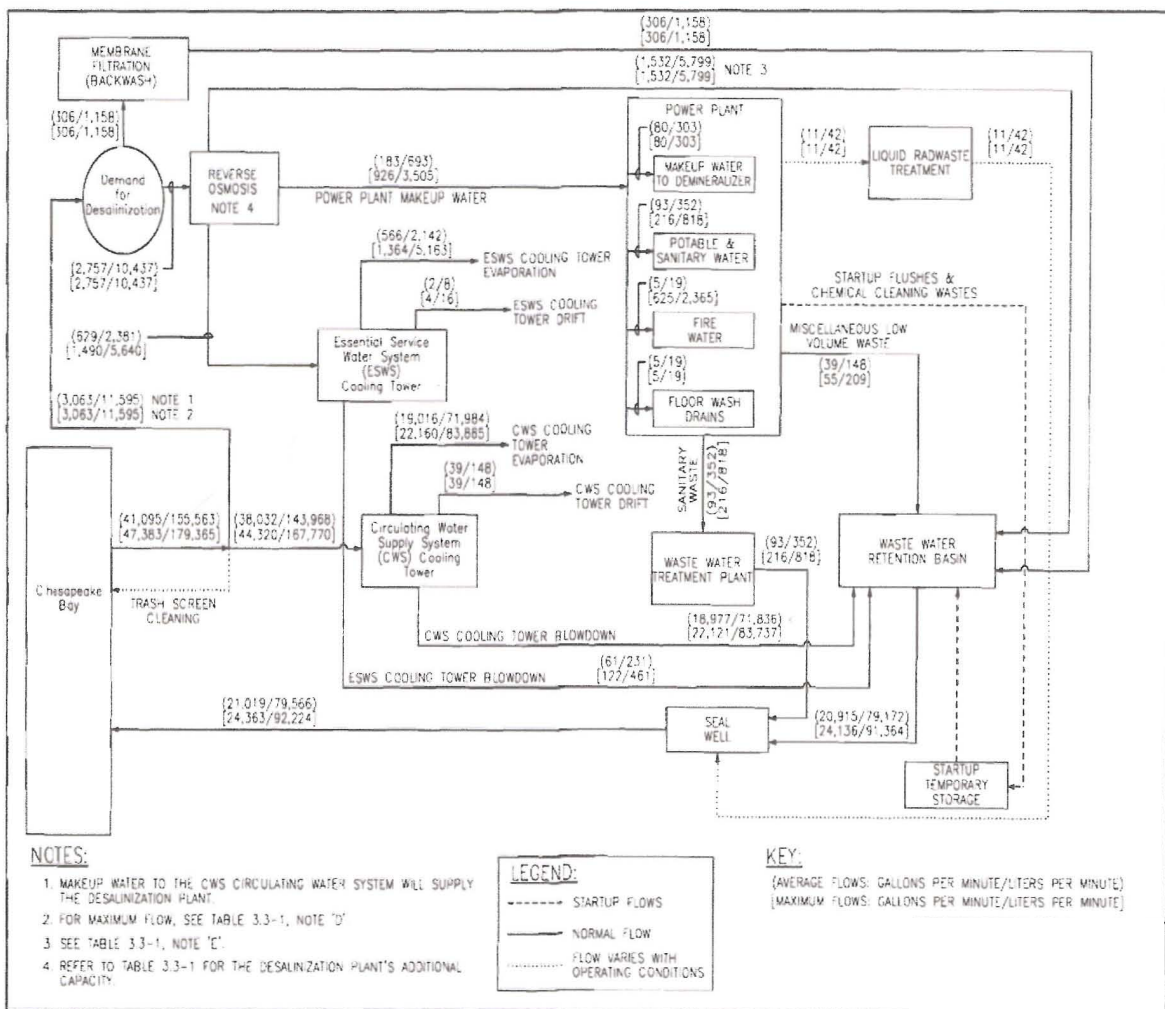 (306/1,158)
[306/1,158]
MEMBRANE
FILTRATION
(BACKWASH)
(1,532/5,799)
[1,532/5,799] NOTE 3
(306/1,158)
[306/1,158]
POWER PLANT
(80/303)
[80/303]
MAKEUP WATER
TO DEMINERALIZER
(11/42)
[11/42]
LIQUID RADWASTE
TREATMENT
(11/42)
[11/42]
Demand
for
Desalinization
REVERSE
OSMOSIS
NOTE 4
(183/693)
[926/3,505]
POWER PLANT MAKEUP WATER
(93/352)
[216/818]
POTABLE &
SANITARY WATER
(566/2,142)
[1,364/5,163]
ESWS COOLING TOWER
EVAPORATION
(2,757/10,437)
[2,757/10,437]
(2/8)
[4/16]
ESWS COOLING
TOWER DRIFT
(5/19)
[625/2,365]
FIRE
WATER
STARTUP FLUSHES &
CHEMICAL CLEANING WASTES
MISCELLANEOUS LOW
VOLUME WASTE
(39/148)
[55/209]
(629/2,381)
[1,490/5,640]
Essential Service
Water System
(ESWS)
Cooling Tower
(5/19)
[5/19]
FLOOR WASH
DRAINS
(3,063/11,595) NOTE 1
[3,063/11,595] NOTE 2
(19,016/71,984)
[22,160/83,885]
CWS COOLING
TOWER
EVAPORATION
(39/148)
[39/148]
CWS COOLING
TOWER DRIFT
SANITARY
WASTE
(93/352)
[216/818]
(41,095/155,563)
[47,383/179,365]
(38,032/143,968)
[44,320/167,770]
Circulating Water
Supply System
(CWS) Cooling
Tower
WASTE WATER
TREATMENT PLANT
(93/352)
[216/818]
WASTE WATER
RETENTION BASIN
Chesapeake
Bay
TRASH SCREEN
CLEANING
CWS COOLING TOWER BLOWDOWN
(18,977/71,836)
[22,121/83,737]
ESWS COOLING TOWER BLOWDOWN
(61/231)
[122/461]
(21,019/79,566)
[24,363/92,224]
SEAL
WELL
(20,915/79,172)
[24,136/91,364]
STARTUP
TEMPORARY
STORAGE
NOTES:
1. MAKEUP WATER TO THE CWS CIRCULATING WATER SYSTEM WILL SUPPLY
THE DESALINIZATION PLANT.
2. FOR MAXIMUM FLOW, SEE TABLE 3.3-1, NOTE "D"
3. SEE TABLE 3.3-1, NOTE "E".
4. REFER TO TABLE 3.3-1 FOR THE DESALINIZATION PLANT'S ADDITIONAL
CAPACITY.
LEGEND:
STARTUP FLOWS
NORMAL FLOW
FLOW VARIES WITH
OPERATING CONDITIONS
KEY:
(AVERAGE FLOWS: GALLONS PER MINUTE/LITERS PER MINUTE)
[MAXIMUM FLOWS: GALLONS PER MINUTE/LITERS PER MINUTE]